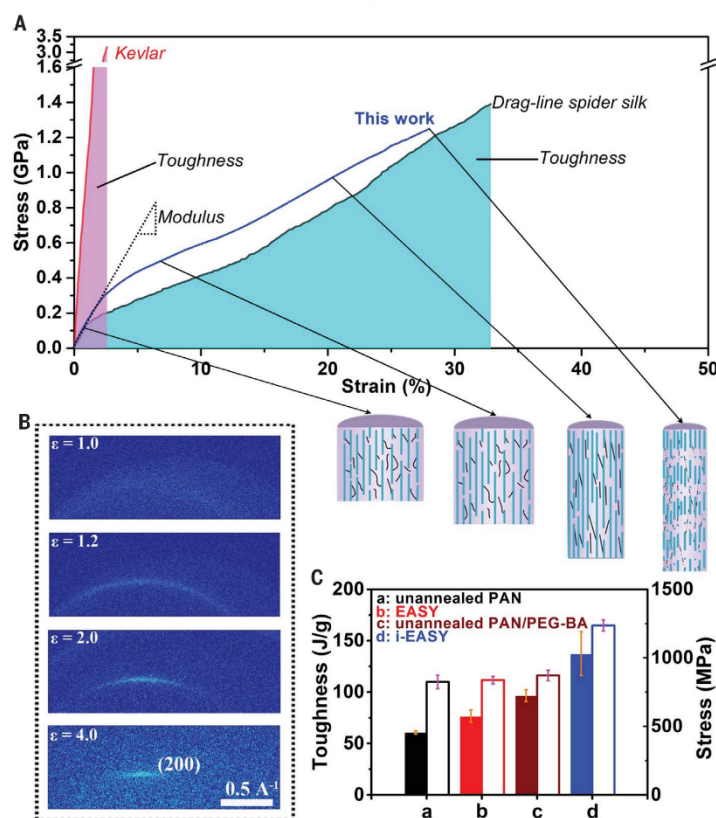 A
3.5
3.0
1.6
1.4
1.2
1.0
0.8
0.6
0.4
0.2
0.0
Stress (GPa)
Kevlar
Toughness
Modulus
This work
Drag-line spider silk
Toughness
0
10
20
30
40
50
Strain (%)
B
ε = 1.0
ε = 1.2
ε = 2.0
ε = 4.0
(200)
0.5 A⁻¹
C
200
150
100
50
0
Toughness (J/g)
a: unannealed PAN
b: EASY
c: unannealed PAN/PEG-BA
d: i-EASY
1500
1000
500
0
Stress (MPa)
a
b
c
d